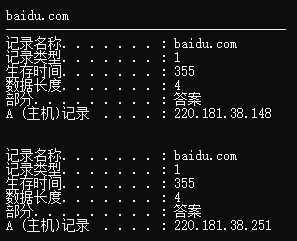 baidu.com
----------------------------------------
记录名称. . . . . . . : baidu.com
记录类型. . . . . . . : 1
生存时间. . . . . . . : 355
数据长度. . . . . . . : 4
部分. . . . . . . . . : 答案
A (主机)记录  . . . . : 220.181.38.148
记录名称. . . . . . . : baidu.com
记录类型. . . . . . . : 1
生存时间. . . . . . . : 355
数据长度. . . . . . . : 4
部分. . . . . . . . . : 答案
A (主机)记录  . . . . : 220.181.38.251